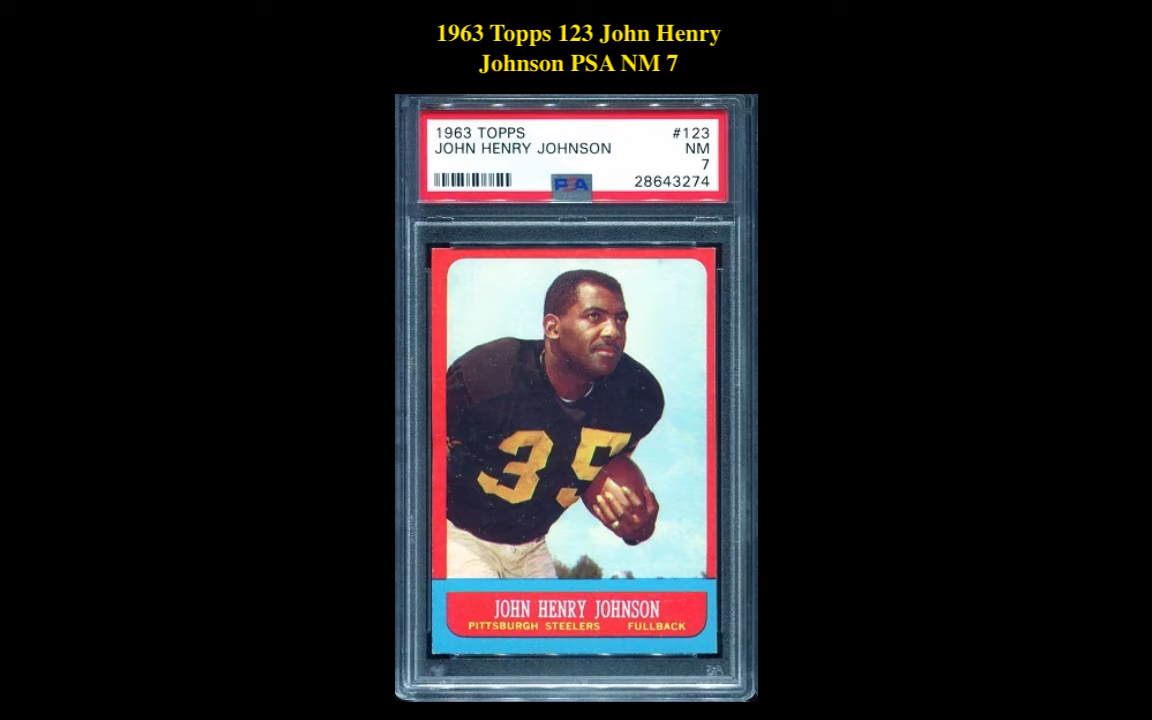 1963 Topps 123 John Henry
Johnson PSA NM 7
1963 TOPPS #123
JOHN HENRY JOHNSON NM
7
PSA 28643274
35
JOHN HENRY JOHNSON
PITTSBURGH STEELERS FULLBACK